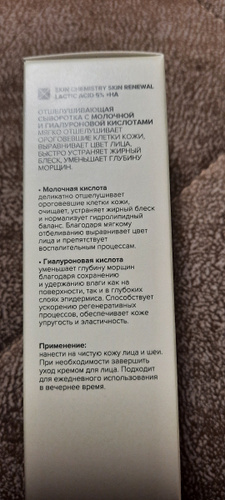 SKIN CHEMISTRY SKIN RENEWAL
LACTIC ACID 5% +HA
ОТШЕЛУШИВАЮЩАЯ
СЫВОРОТКА С МОЛОЧНОЙ
И ГИАЛУРОНОВОЙ КИСЛОТАМИ
МЯГКО ОТШЕЛУШИВАЕТ
ОРОГОВЕВШИЕ КЛЕТКИ КОЖИ,
ВЫРАВНИВАЕТ ЦВЕТ ЛИЦА,
БЫСТРО УСТРАНЯЕТ ЖИРНЫЙ
БЛЕСК, УМЕНЬШАЕТ ГЛУБИНУ
МОРЩИН.
• Молочная кислота
деликатно отшелушивает
ороговевшие клетки кожи,
очищает, устраняет жирный блеск
и нормализует гидролипидный
баланс. Благодаря мягкому
отбеливанию выравнивает цвет
лица и препятствует
воспалительным процессам.
• Гиалуроновая кислота
уменьшает глубину морщин
благодаря сохранению
и удержанию влаги как на
поверхности, так и в глубоких
слоях эпидермиса. Способствует
ускорению регенеративных
процессов, обеспечивает коже
упругость и эластичность.
Применение:
нанести на чистую кожу лица и шеи.
При необходимости завершить
уход кремом для лица. Подходит
для ежедневного использования
в вечернее время.